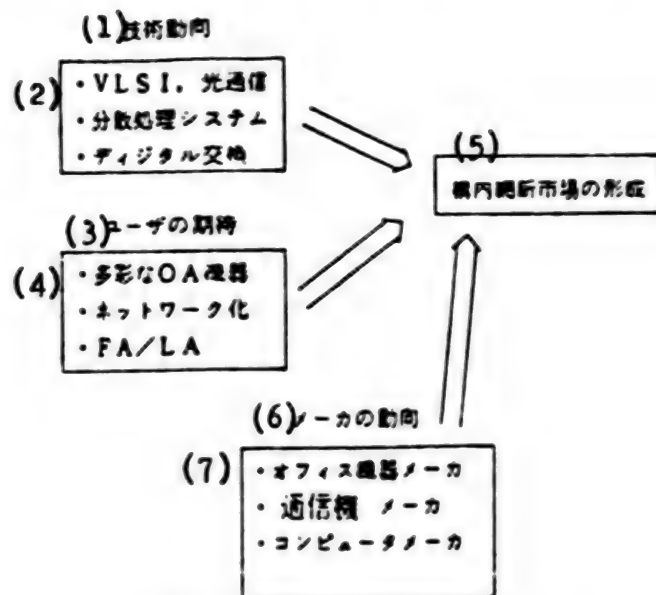 (1)技術動向
(2)
・VLSI, 光通信
・分散処理システム
・ディジタル交換
(3)ユーザの期待
(4)
・多彩なOA機器
・ネットワーク化
・FA/LA
(5)
構内網新市場の形成
(6)メーカの動向
(7)
・オフィス機器メーカ
・通信機 メーカ
・コンピュータメーカ